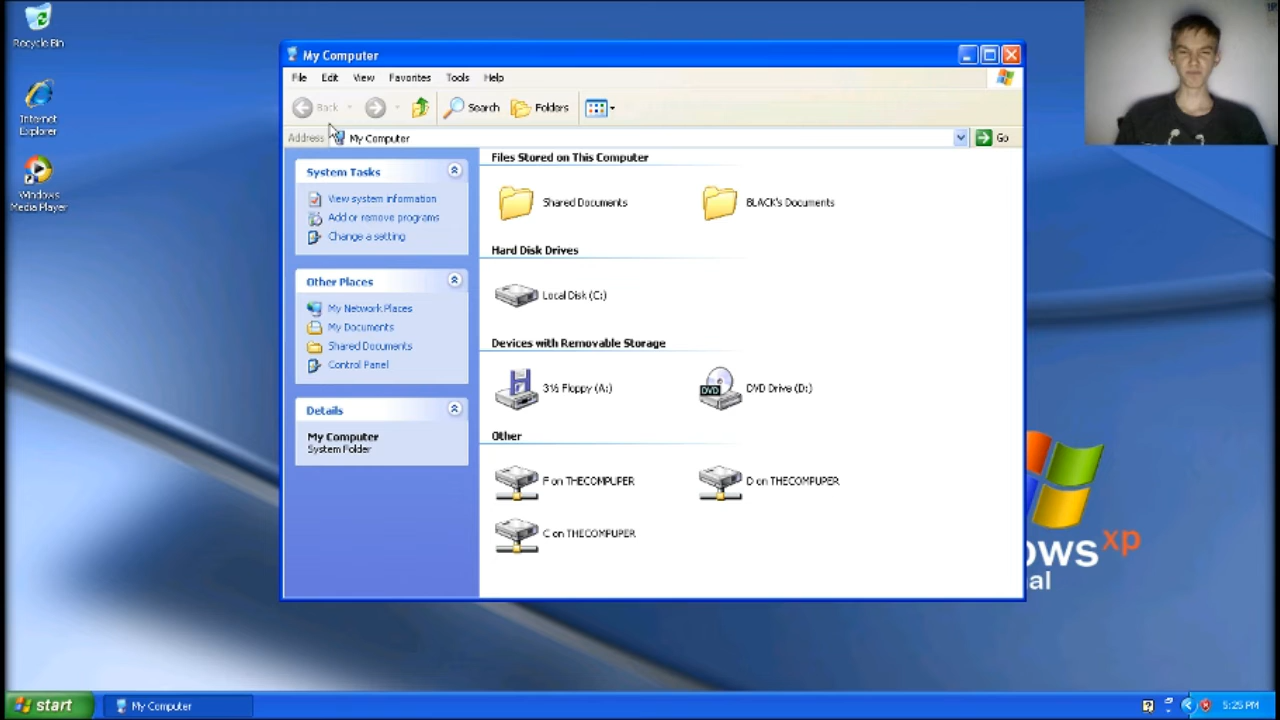 Recycle Bin
Internet
Explorer
Windows
Media Player
My Computer
File Edit View Favorites Tools Help
Back Search Folders
Address My Computer Go
System Tasks
View system information
Add or remove programs
Change a setting
Other Places
My Network Places
My Documents
Shared Documents
Control Panel
Details
My Computer
System Folder
Files Stored on This Computer
Shared Documents BLACK's Documents
Hard Disk Drives
Local Disk (C:)
Devices with Removable Storage
3½ Floppy (A:) DVD Drive (D:)
DVD
Other
F on THECOMPUPER D on THECOMPUPER
C on THECOMPUPER
ows xp
al
start My Computer 5:25 PM